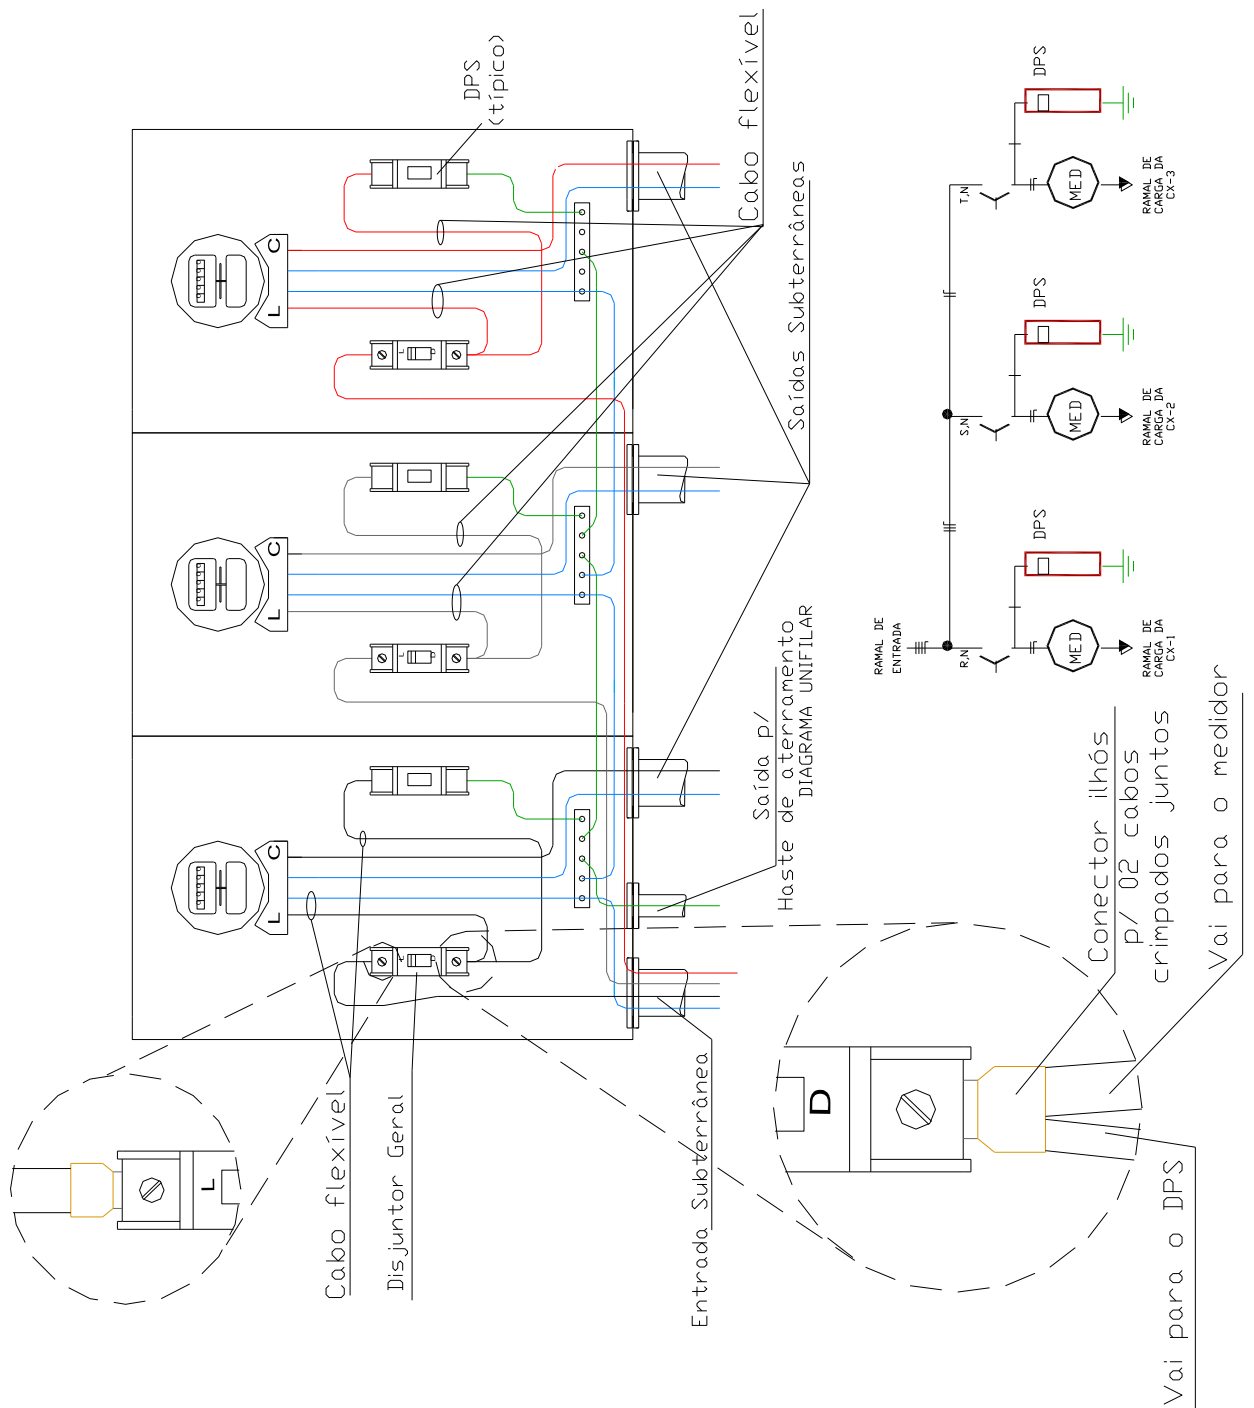 DPS
(típico)
Cabo flexível
Saídas Subterrâneas
C
L
L
D
C
L
L
D
C
L
L
D
Saída p/
Haste de aterramento
DIAGRAMA UNIFILAR
Cabo flexível
Disjuntor Geral
Entrada Subterrânea
L
D
Conector ilhós
p/ 02 cabos
crimpados juntos
Vai para o medidor
Vai para o DPS
RAMAL DE
ENTRADA
R,N
MED
DPS
RAMAL DE
CARGA DA
CX-1
S,N
MED
DPS
RAMAL DE
CARGA DA
CX-2
T,N
MED
DPS
RAMAL DE
CARGA DA
CX-3